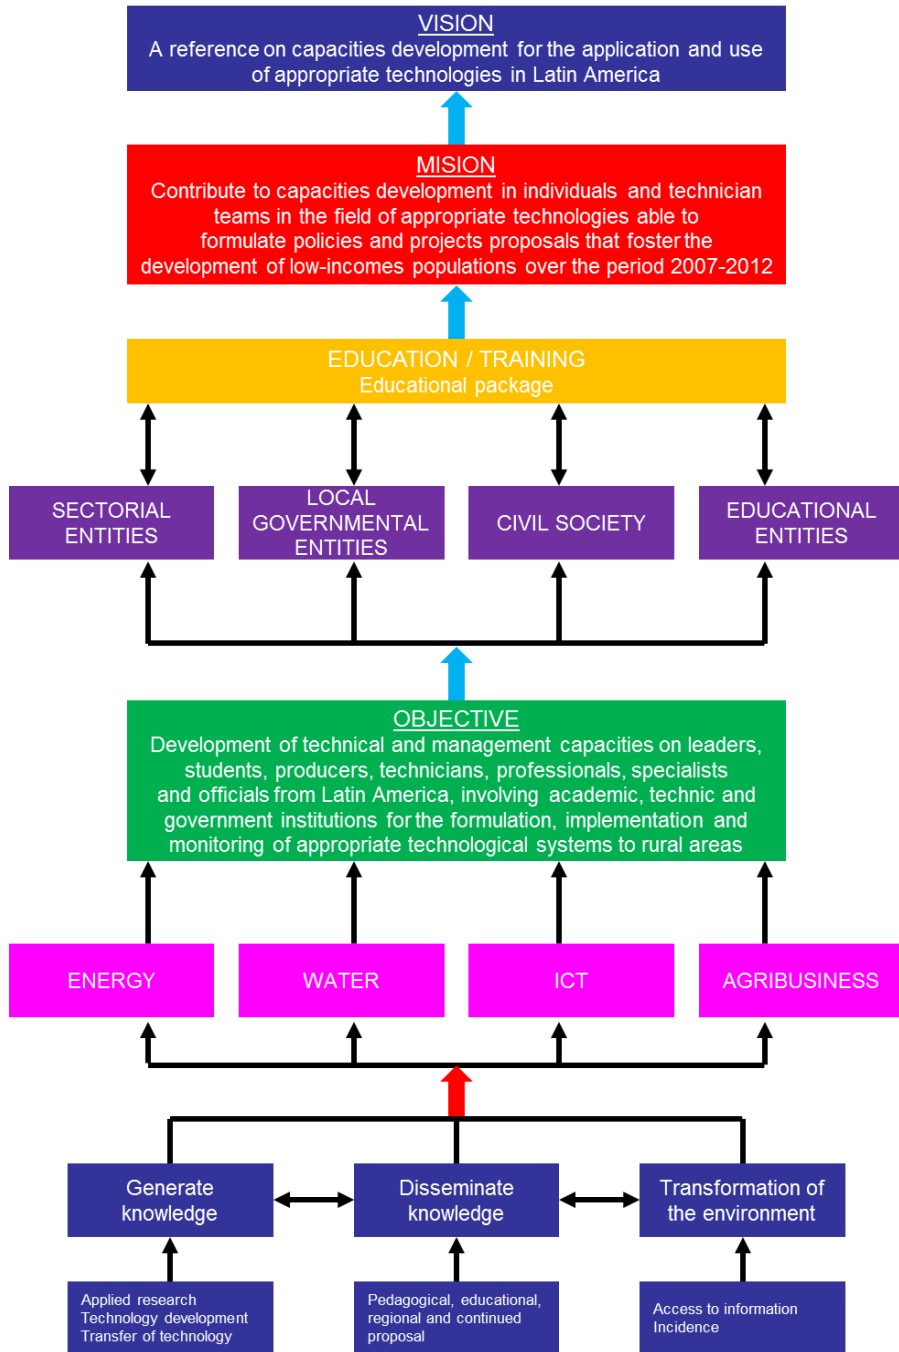 VISION
A reference on capacities development for the application and use
of appropriate technologies in Latin America
MISION
Contribute to capacities development in individuals and technician
teams in the field of appropriate technologies able to
formulate policies and projects proposals that foster the
development of low-incomes populations over the period 2007-2012
EDUCATION / TRAINING
Educational package
SECTORIAL
ENTITIES
LOCAL
GOVERNMENTAL
ENTITIES
CIVIL SOCIETY
EDUCATIONAL
ENTITIES
OBJECTIVE
Development of technical and management capacities on leaders,
students, producers, technicians, professionals, specialists
and officials from Latin America, involving academic, technic and
government institutions for the formulation, implementation and
monitoring of appropriate technological systems to rural areas
ENERGY
WATER
ICT
AGRIBUSINESS
Generate
knowledge
Disseminate
knowledge
Transformation of
the environment
Applied research
Technology development
Transfer of technology
Pedagogical, educational,
regional and continued
proposal
Access to information
Incidence